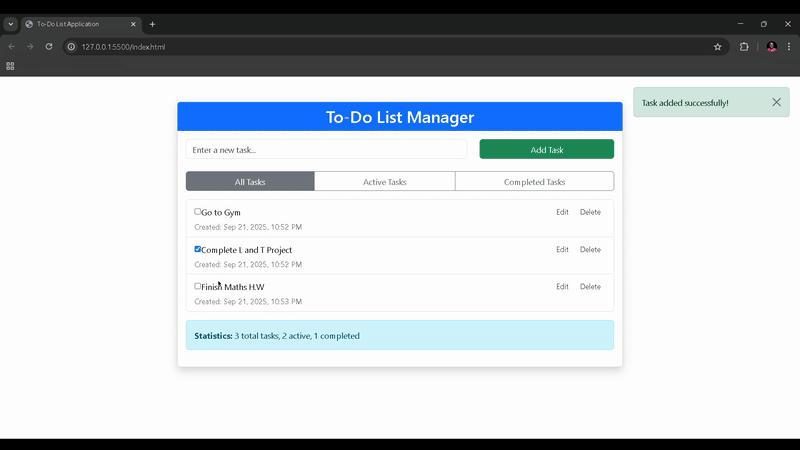 To-Do List Application
127.0.0.1:5500/index.html
Task added successfully!
To-Do List Manager
Enter a new task...
Add Task
All Tasks
Active Tasks
Completed Tasks
Go to Gym
Edit
Delete
Created: Sep 21, 2025, 10:52 PM
Complete L and T Project
Edit
Delete
Created: Sep 21, 2025, 10:52 PM
Finish Maths H.W
Edit
Delete
Created: Sep 21, 2025, 10:53 PM
Statistics: 3 total tasks, 2 active, 1 completed